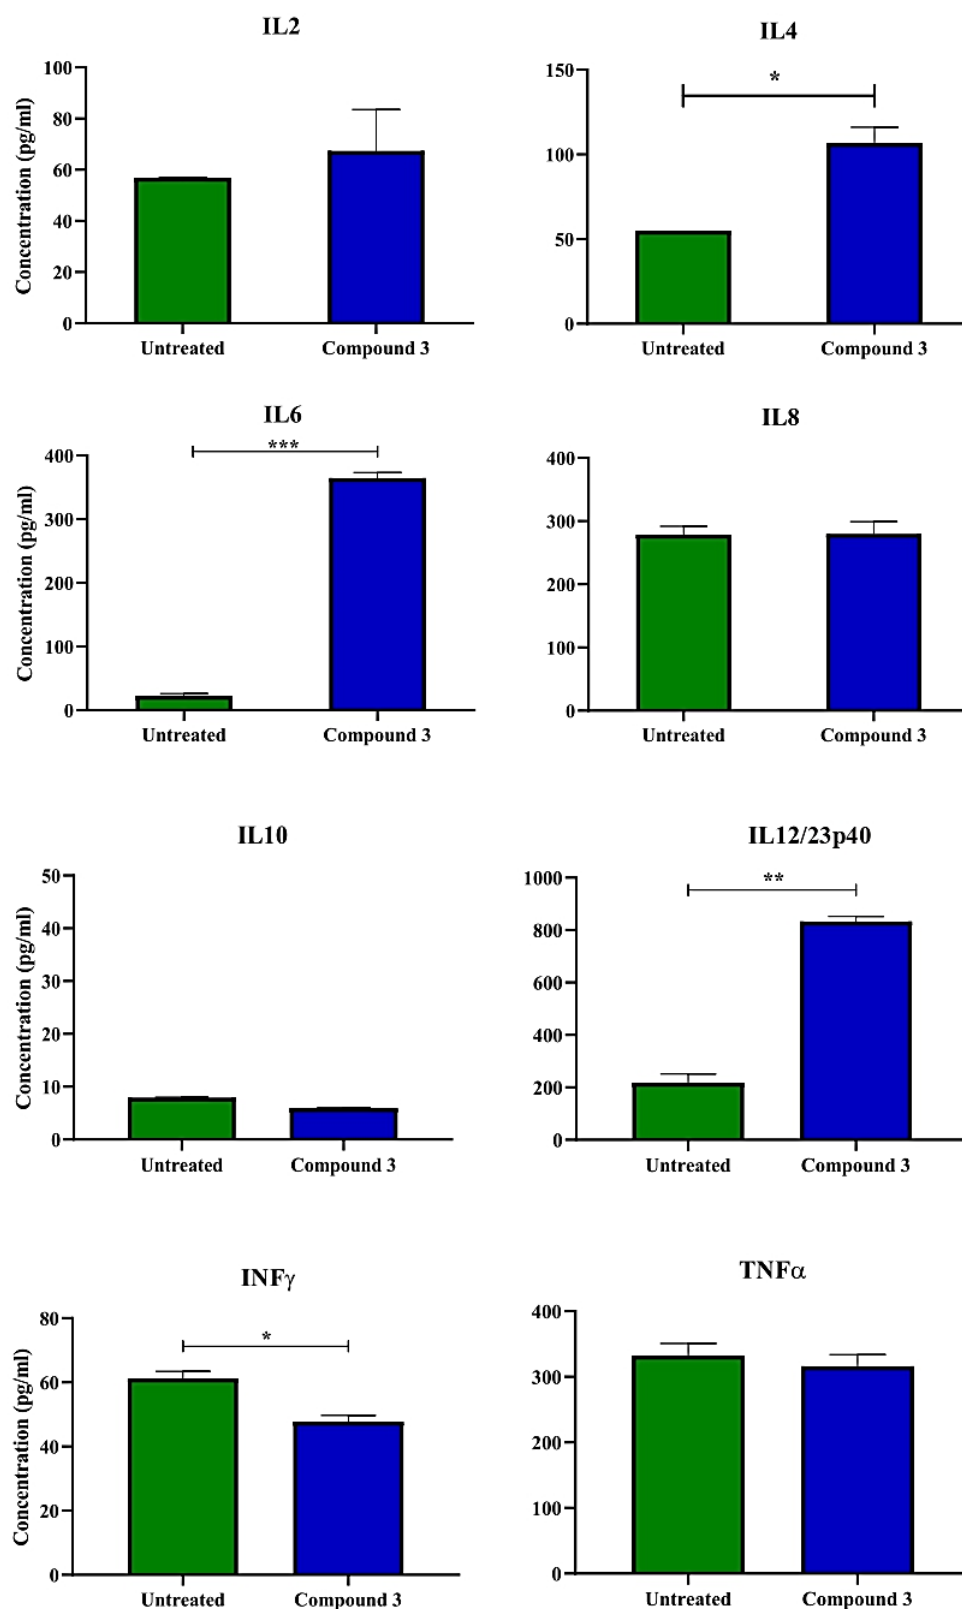 IL2
Concentration (pg/ml)
100
80
60
40
20
0
Untreated
Compound 3
IL4
*
150
100
50
0
Untreated
Compound 3
IL6
***
Concentration (pg/ml)
400
300
200
100
0
Untreated
Compound 3
IL8
400
300
200
100
0
Untreated
Compound 3
IL10
Concentration (pg/ml)
50
40
30
20
10
0
Untreated
Compound 3
IL12/23p40
**
1000
800
600
400
200
0
Untreated
Compound 3
INFγ
*
Concentration (pg/ml)
80
60
40
20
0
Untreated
Compound 3
TNFα
400
300
200
100
0
Untreated
Compound 3